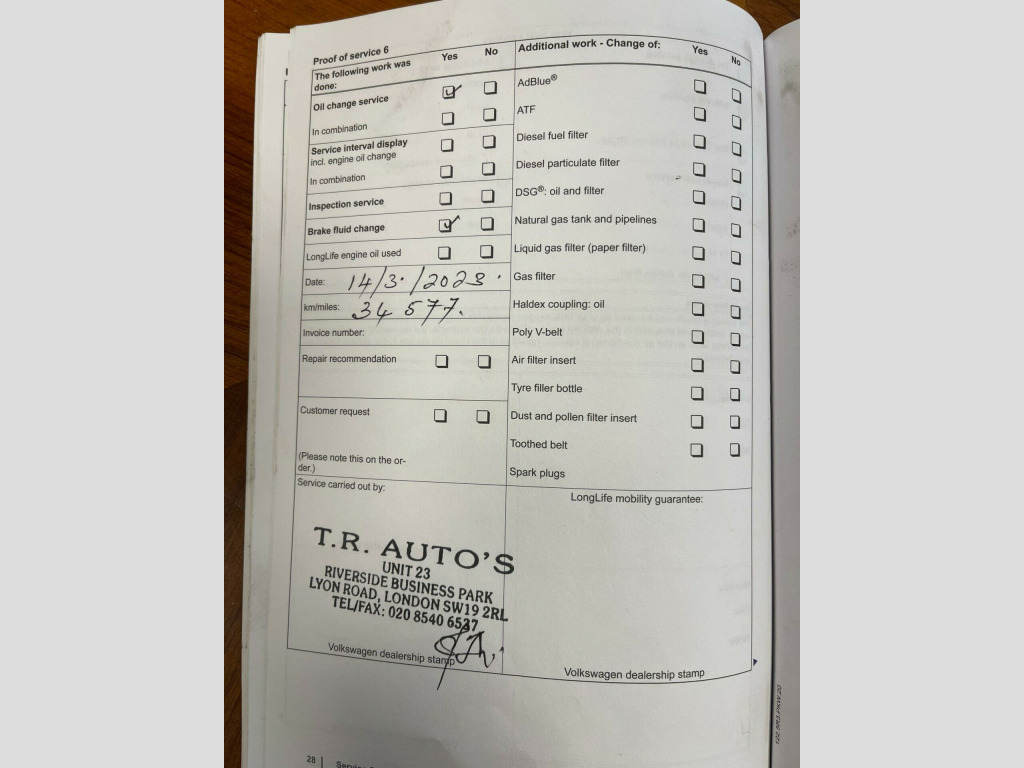 Proof of service 6
The following work was done:
Yes No
Oil change service
In combination
Service interval display
incl. engine oil change
In combination
Inspection service
Brake fluid change
LongLife engine oil used
Date: 14/3./2023.
km/miles: 34 577.
Invoice number:
Repair recommendation
Customer request
(Please note this on the or-
der.)
Service carried out by:
T.R. AUTO'S
UNIT 23
RIVERSIDE BUSINESS PARK
LYON ROAD, LONDON SW19 2RL
TEL/FAX: 020 8540 6537
Volkswagen dealership stamp
Additional work - Change of: Yes No
AdBlue®
ATF
Diesel fuel filter
Diesel particulate filter
DSG®: oil and filter
Natural gas tank and pipelines
Liquid gas filter (paper filter)
Gas filter
Haldex coupling: oil
Poly V-belt
Air filter insert
Tyre filler bottle
Dust and pollen filter insert
Toothed belt
Spark plugs
LongLife mobility guarantee:
Volkswagen dealership stamp
28